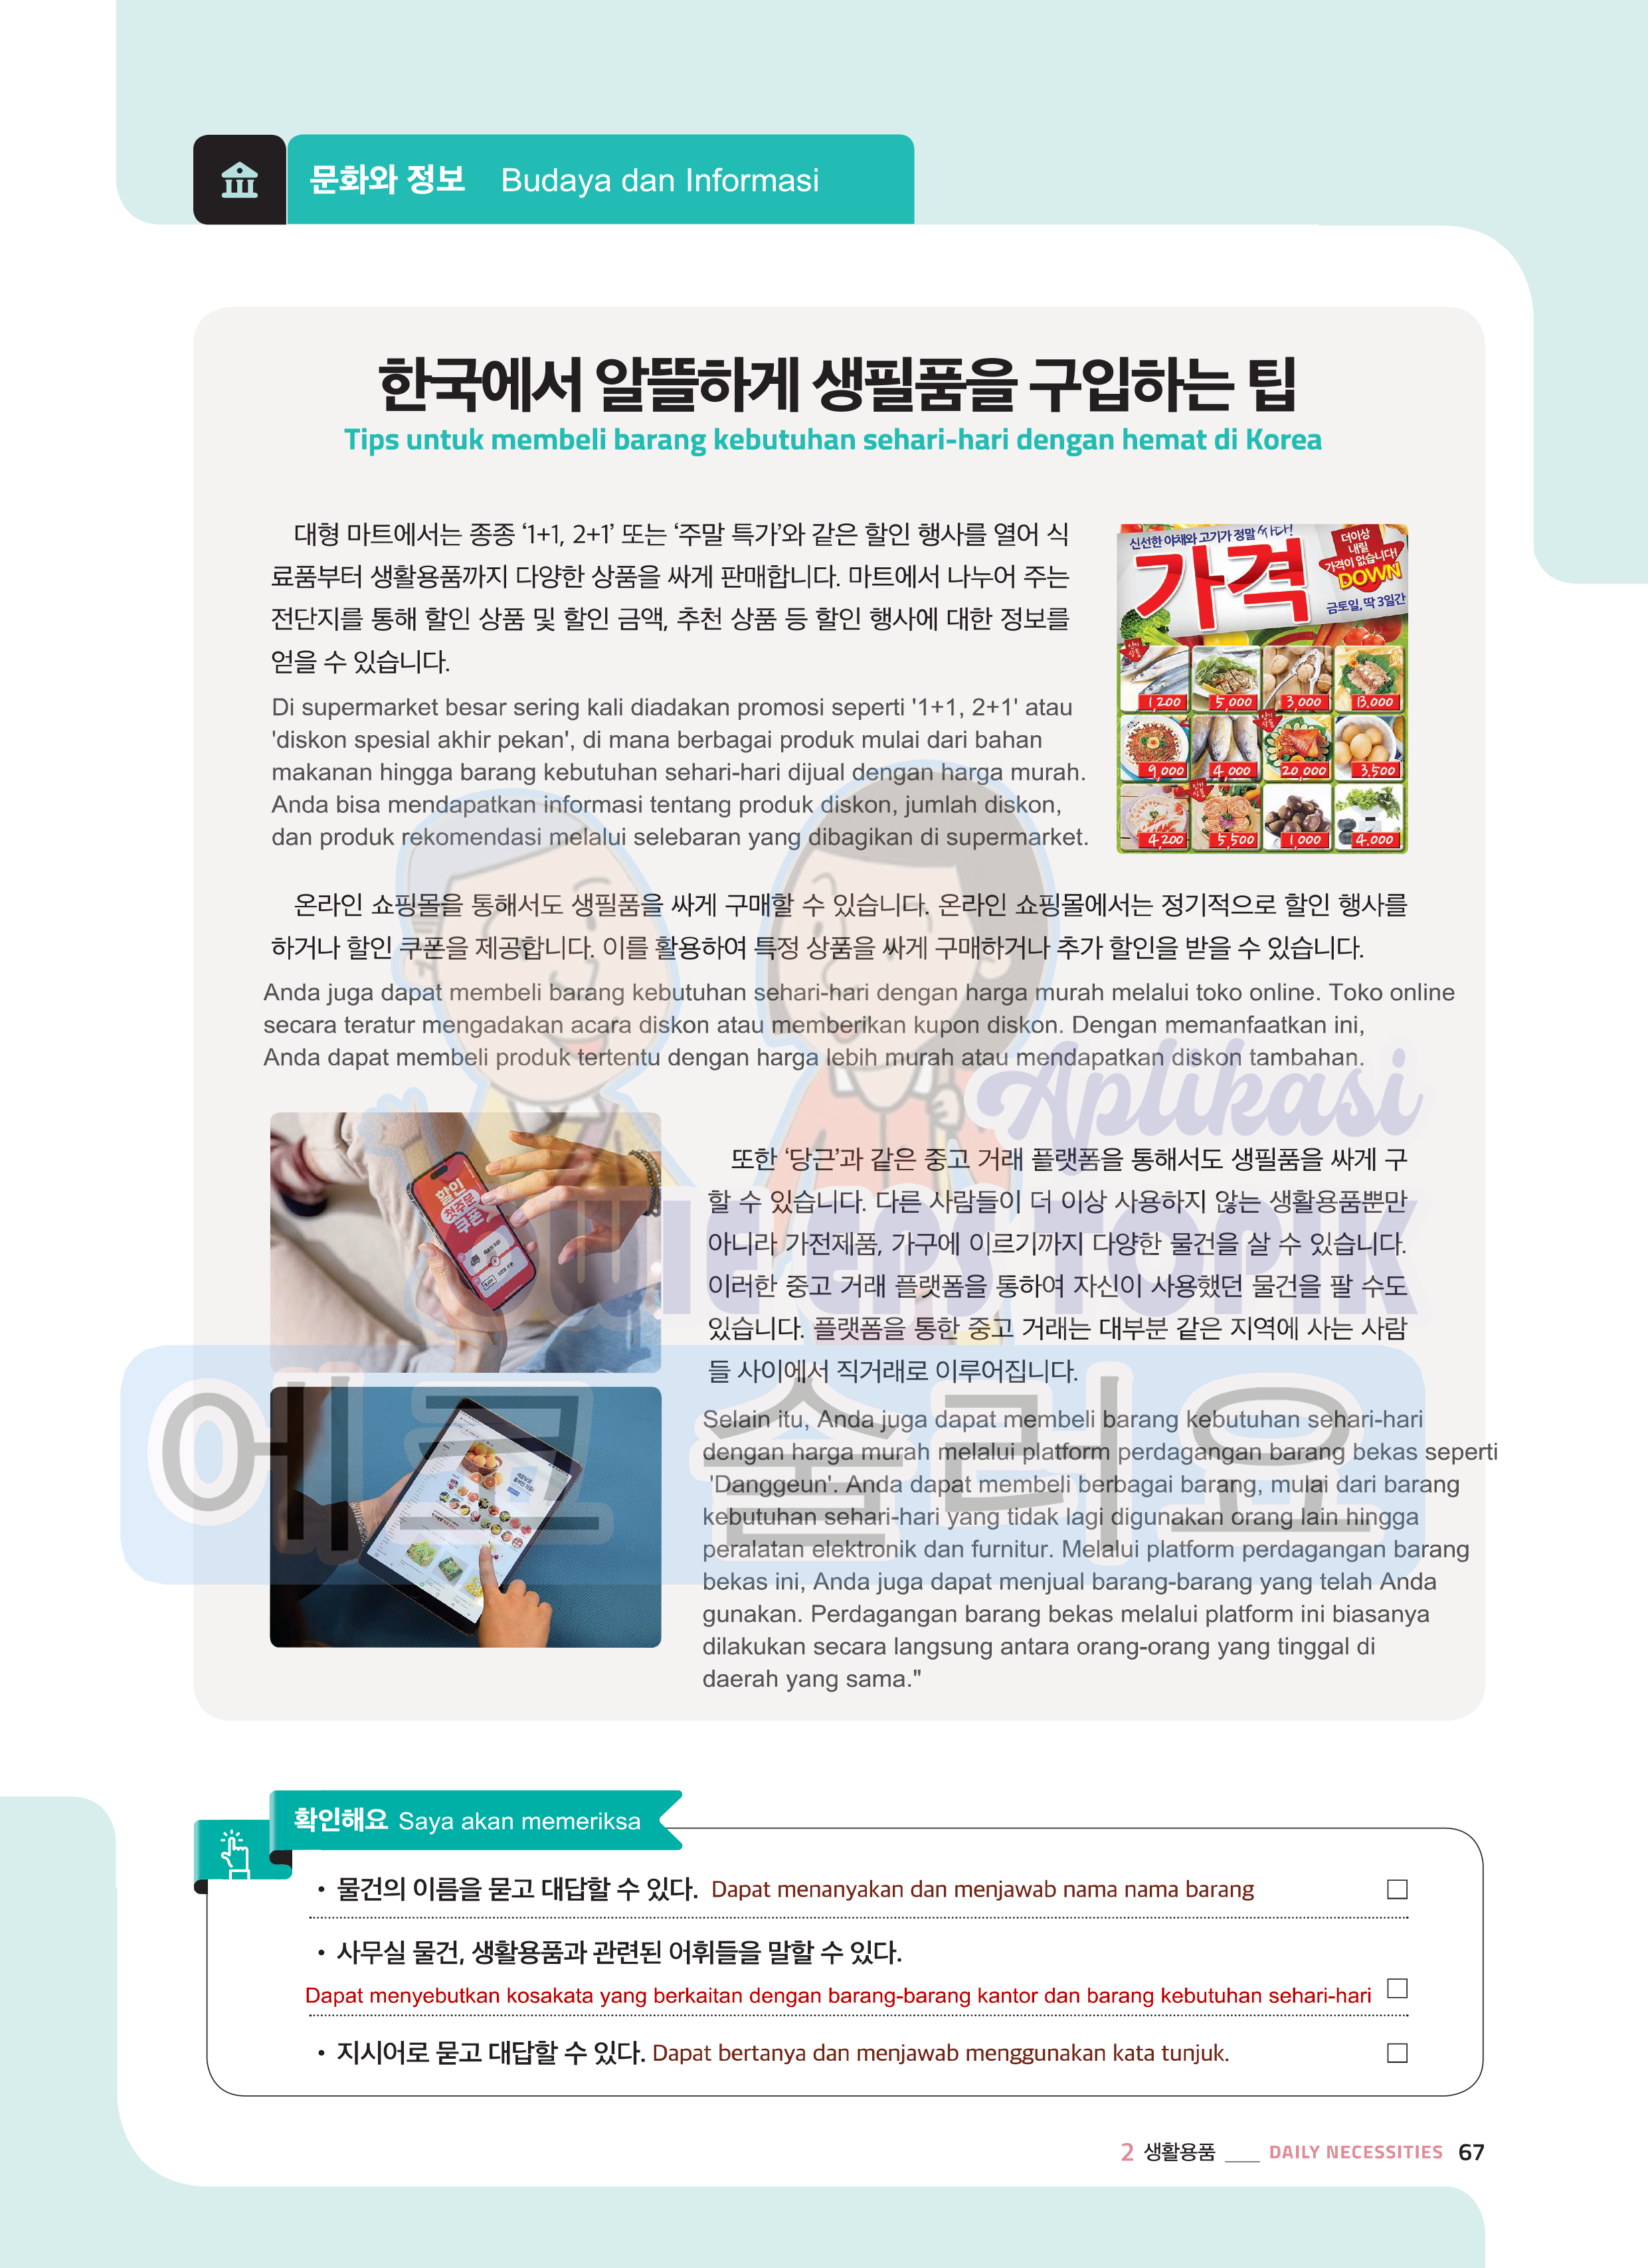 문화와 정보 Budaya dan Informasi
한국에서 알뜰하게 생필품을 구입하는 팁
Tips untuk membeli barang kebutuhan sehari-hari dengan hemat di Korea
대형 마트에서는 종종 ‘1+1, 2+1’ 또는 ‘주말 특가’와 같은 할인 행사를 열어 식
료품부터 생활용품까지 다양한 상품을 싸게 판매합니다. 마트에서 나누어 주는
전단지를 통해 할인 상품 및 할인 금액, 추천 상품 등 할인 행사에 대한 정보를
얻을 수 있습니다.
Di supermarket besar sering kali diadakan promosi seperti '1+1, 2+1' atau
'diskon spesial akhir pekan', di mana berbagai produk mulai dari bahan
makanan hingga barang kebutuhan sehari-hari dijual dengan harga murah.
Anda bisa mendapatkan informasi tentang produk diskon, jumlah diskon,
dan produk rekomendasi melalui selebaran yang dibagikan di supermarket.
신선한 야채와 고기가 정말 싸다!
가격
더이상
내릴
가격이 없습니다!
DOWN
금토일, 딱 3일간
1,200 5,000 3,000 13,000
9,000 4,000 20,000 3,500
4,200 5,500 1,000 4,000
온라인 쇼핑몰을 통해서도 생필품을 싸게 구매할 수 있습니다. 온라인 쇼핑몰에서는 정기적으로 할인 행사를
하거나 할인 쿠폰을 제공합니다. 이를 활용하여 특정 상품을 싸게 구매하거나 추가 할인을 받을 수 있습니다.
Anda juga dapat membeli barang kebutuhan sehari-hari dengan harga murah melalui toko online. Toko online
secara teratur mengadakan acara diskon atau memberikan kupon diskon. Dengan memanfaatkan ini,
Anda dapat membeli produk tertentu dengan harga lebih murah atau mendapatkan diskon tambahan.
Aplikasi
EPS TOPIK
어쿠 슬러요
할인
첫주문
쿠폰
또한 ‘당근’과 같은 중고 거래 플랫폼을 통해서도 생필품을 싸게 구
할 수 있습니다. 다른 사람들이 더 이상 사용하지 않는 생활용품뿐만
아니라 가전제품, 가구에 이르기까지 다양한 물건을 살 수 있습니다.
이러한 중고 거래 플랫폼을 통하여 자신이 사용했던 물건을 팔 수도
있습니다. 플랫폼을 통한 중고 거래는 대부분 같은 지역에 사는 사람
들 사이에서 직거래로 이루어집니다.
Selain itu, Anda juga dapat membeli barang kebutuhan sehari-hari
dengan harga murah melalui platform perdagangan barang bekas seperti
'Danggeun'. Anda dapat membeli berbagai barang, mulai dari barang
kebutuhan sehari-hari yang tidak lagi digunakan orang lain hingga
peralatan elektronik dan furnitur. Melalui platform perdagangan barang
bekas ini, Anda juga dapat menjual barang-barang yang telah Anda
gunakan. Perdagangan barang bekas melalui platform ini biasanya
dilakukan secara langsung antara orang-orang yang tinggal di
daerah yang sama."
확인해요 Saya akan memeriksa
• 물건의 이름을 묻고 대답할 수 있다. Dapat menanyakan dan menjawab nama nama barang
• 사무실 물건, 생활용품과 관련된 어휘들을 말할 수 있다.
Dapat menyebutkan kosakata yang berkaitan dengan barang-barang kantor dan barang kebutuhan sehari-hari
• 지시어로 묻고 대답할 수 있다. Dapat bertanya dan menjawab menggunakan kata tunjuk.
2 생활용품 ___ DAILY NECESSITIES 67